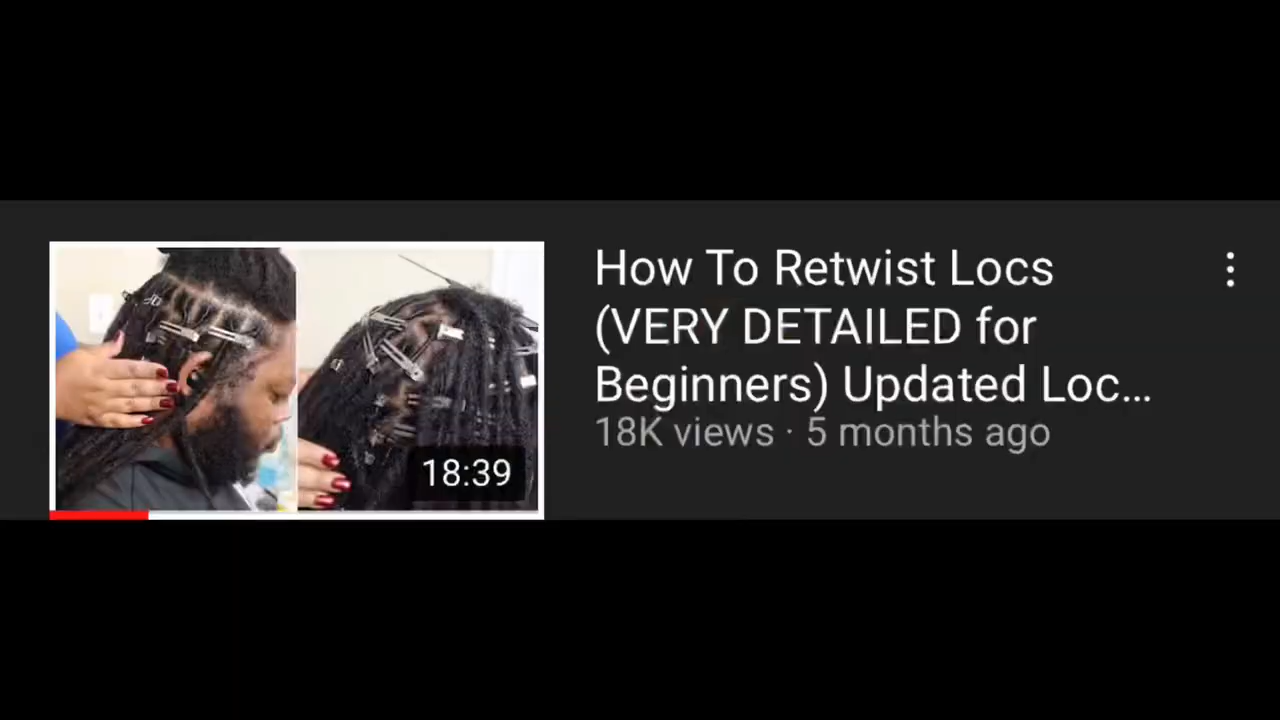 How To Retwist Locs
(VERY DETAILED for
Beginners) Updated Loc...
18K views · 5 months ago
18:39